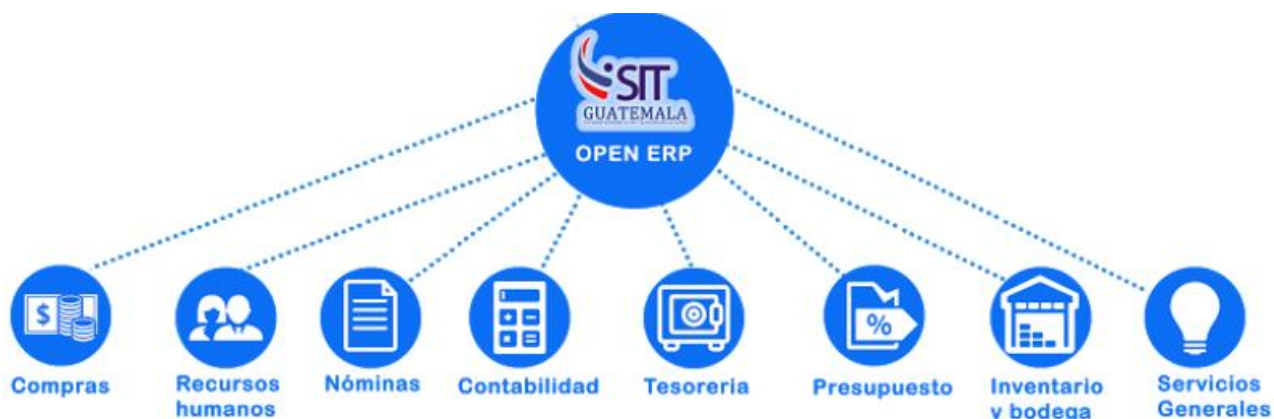 SIT
GUATEMALA
OPEN ERP
$
%
Compras
Recursos
humanos
Nóminas
Contabilidad
Tesoreria
Presupuesto
Inventario
y bodega
Servicios
Generales